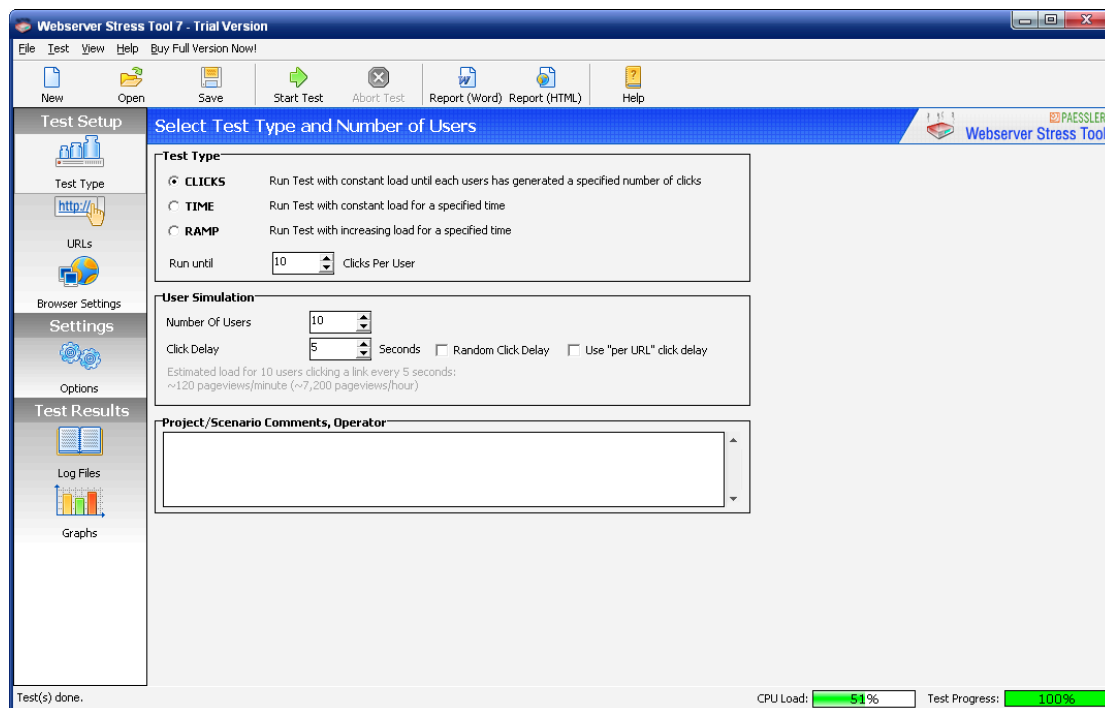 Webserver Stress Tool 7 - Trial Version
File Test View Help Buy Full Version Now!
New Open Save Start Test Abort Test Report (Word) Report (HTML) Help
Test Setup
Select Test Type and Number of Users
PAESSLER
Webserver Stress Tool
Test Type
http://
URLs
Browser Settings
Settings
Options
Test Results
Log Files
Graphs
Test Type
CLICKS Run Test with constant load until each users has generated a specified number of clicks
TIME Run Test with constant load for a specified time
RAMP Run Test with increasing load for a specified time
Run until 10 Clicks Per User
User Simulation
Number Of Users 10
Click Delay 5 Seconds Random Click Delay Use "per URL" click delay
Estimated load for 10 users clicking a link every 5 seconds:
~120 pageviews/minute (~7,200 pageviews/hour)
Project/Scenario Comments, Operator
Test(s) done. CPU Load: 51% Test Progress: 100%